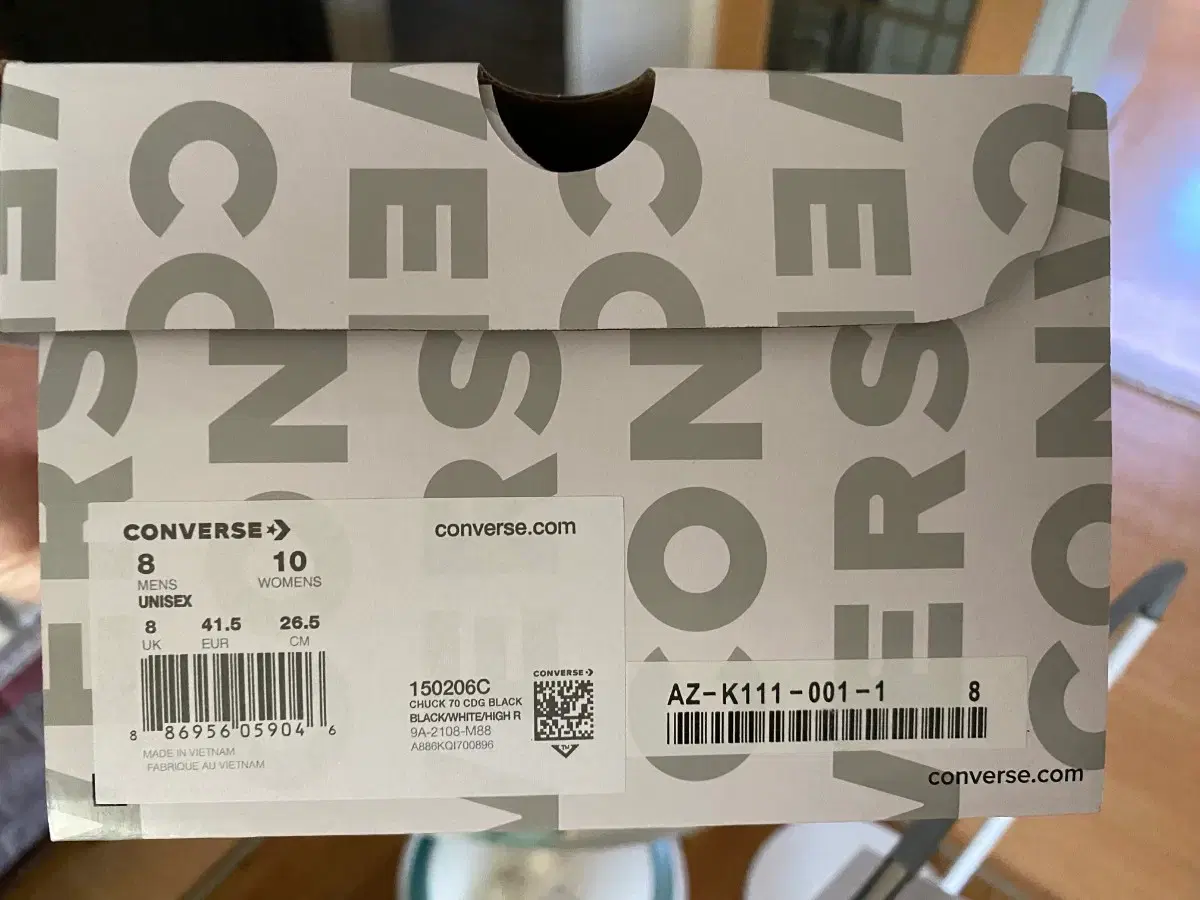 CONVERSE
converse.com
8 10
MENS WOMENS
UNISEX
8 41.5 26.5
UK EUR CM
8 86956 05904 6
MADE IN VIETNAM
FABRIQUE AU VIETNAM
150206C
CHUCK 70 CDG BLACK
BLACK/WHITE/HIGH R
9A-2108-M88
A886KQI700896
CONVERSE
TM
AZ-K111-001-1 8
converse.com